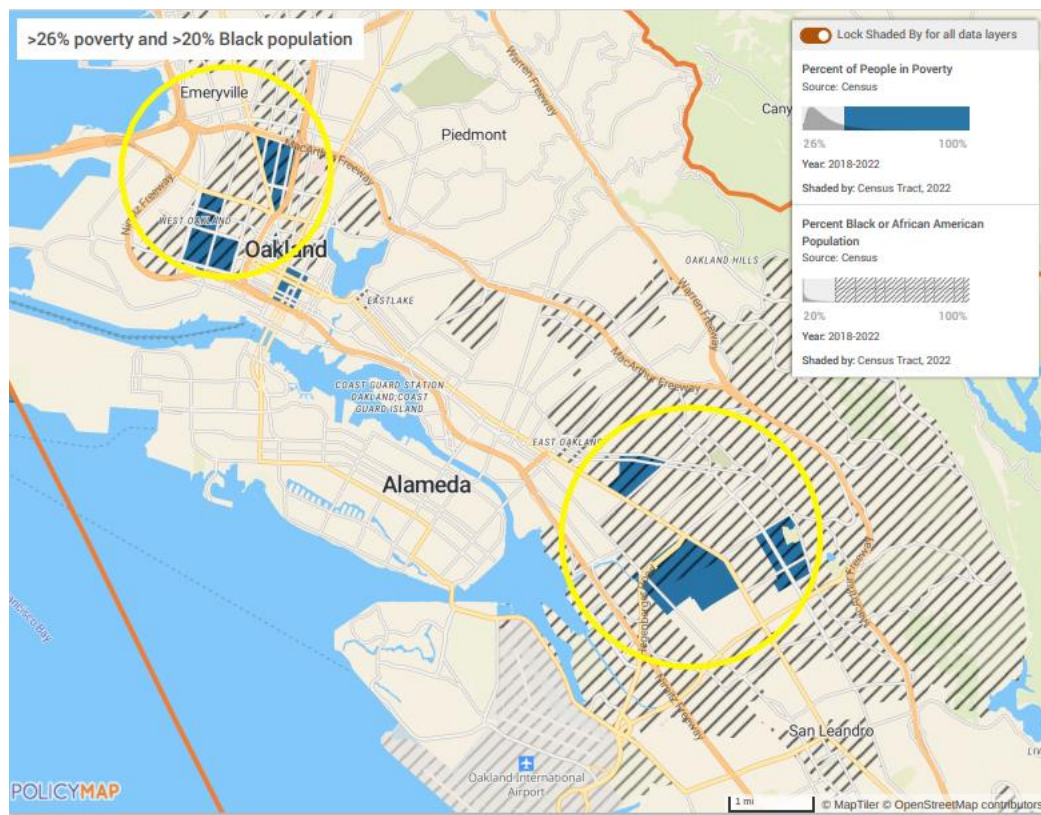 >26% poverty and >20% Black population
Lock Shaded By for all data layers
Percent of People in Poverty
Source: Census
26% 100%
Year: 2018-2022
Shaded by: Census Tract, 2022
Percent Black or African American
Population
Source: Census
20% 100%
Year: 2018-2022
Shaded by: Census Tract, 2022
Emeryville
Piedmont
Warren Freeway
MacArthur Freeway
Nimitz Freeway
WEST OAKLAND
Oakland
OAKLAND HILLS
EASTLAKE
Warren Freeway
MacArthur Freeway
COAST GUARD STATION
OAKLAND;COAST
GUARD ISLAND
EAST OAKLAND
Alameda
Nimitz Freeway
San Leandro
Oakland International
Airport
POLICYMAP
1 mi
© MapTiler © OpenStreetMap contributors